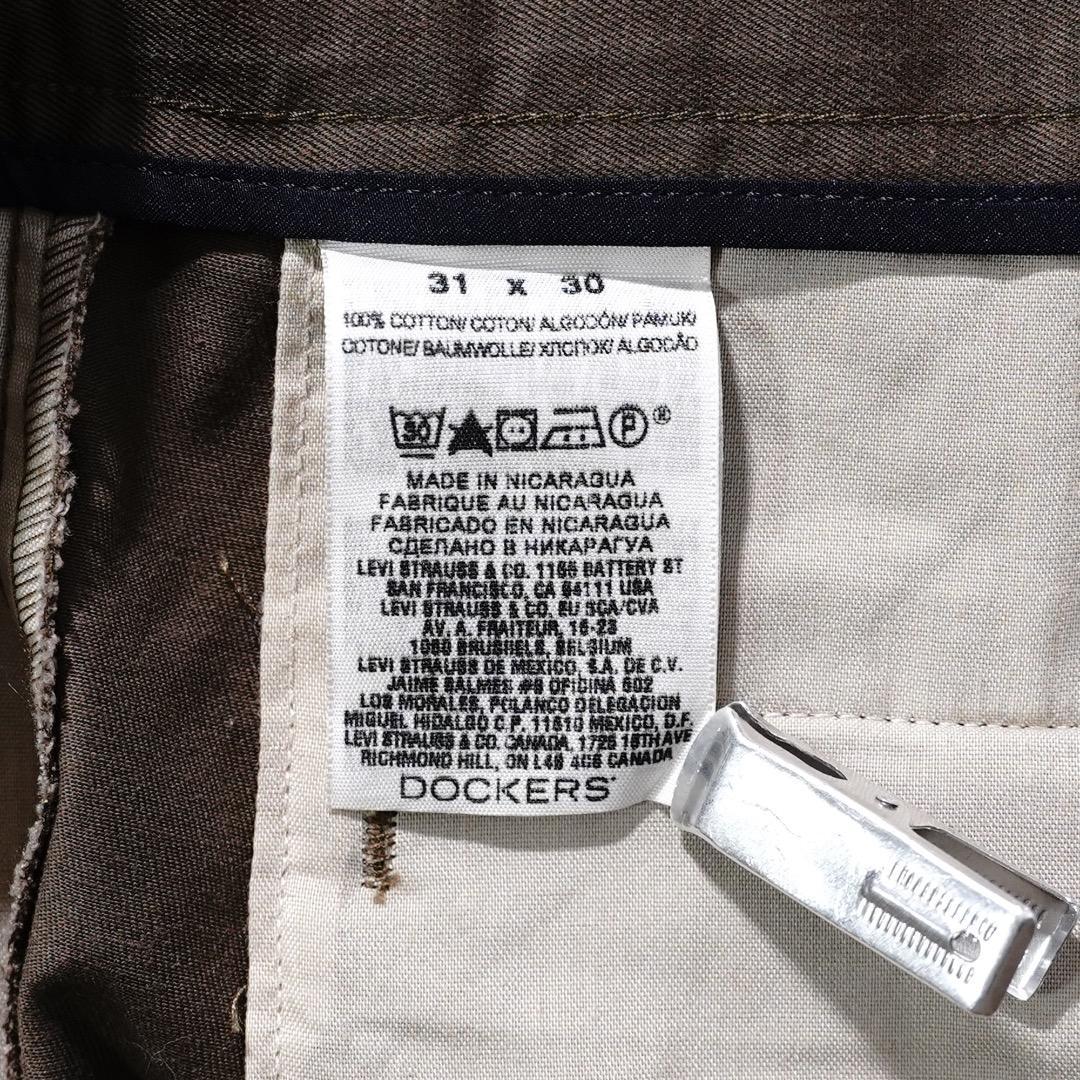 31 x 30
100% COTTON/ COTON/ ALGODÓN/ PAMUK/
COTONE/ BAUMWOLLE/ ХЛОПОК/ ALGODÃO
30 P ®
MADE IN NICARAGUA
FABRIQUE AU NICARAGUA
FABRICADO EN NICARAGUA
СДЕЛАНО В НИКАРАГУА
LEVI STRAUSS & CO. 1155 BATTERY ST
SAN FRANCISCO, CA 94111 USA
LEVI STRAUSS & CO. EU SCA/CVA
AV. A. FRAITEUR, 15-23
1050 BRUSHELS, BELGIUM
LEVI STRAUSS DE MEXICO, S.A. DE C.V.
JAIME BALMES #8 OFICINA 602
LOS MORALES, POLANCO DELEGACION
MIGUEL HIDALGO C.P. 11510 MEXICO, D.F.
LEVI STRAUSS & CO. CANADA, 1725 16TH AVE
RICHMOND HILL, ON L4B 4C6 CANADA
DOCKERS